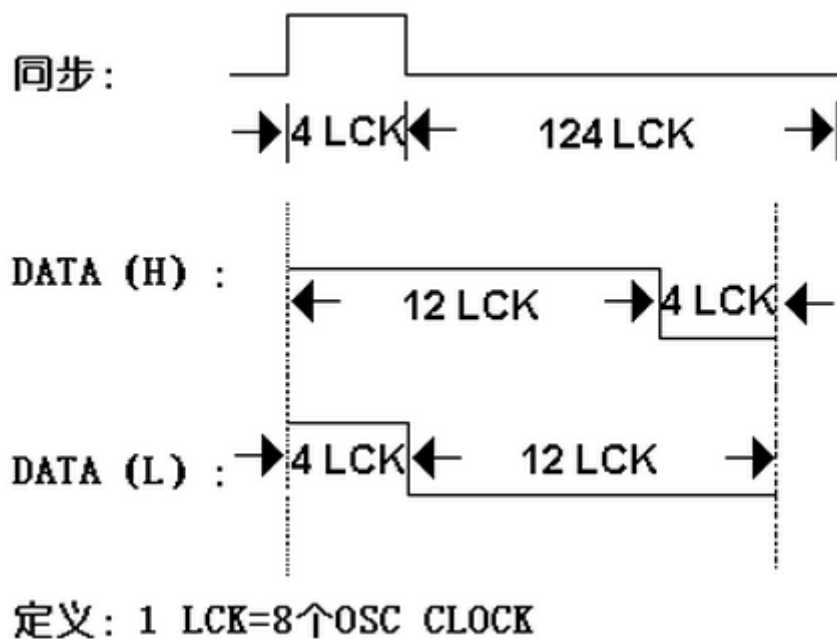 同步:
4 LCK 124 LCK
DATA (H) :
12 LCK 4 LCK
DATA (L) :
4 LCK 12 LCK
定义: 1 LCK=8个OSC CLOCK